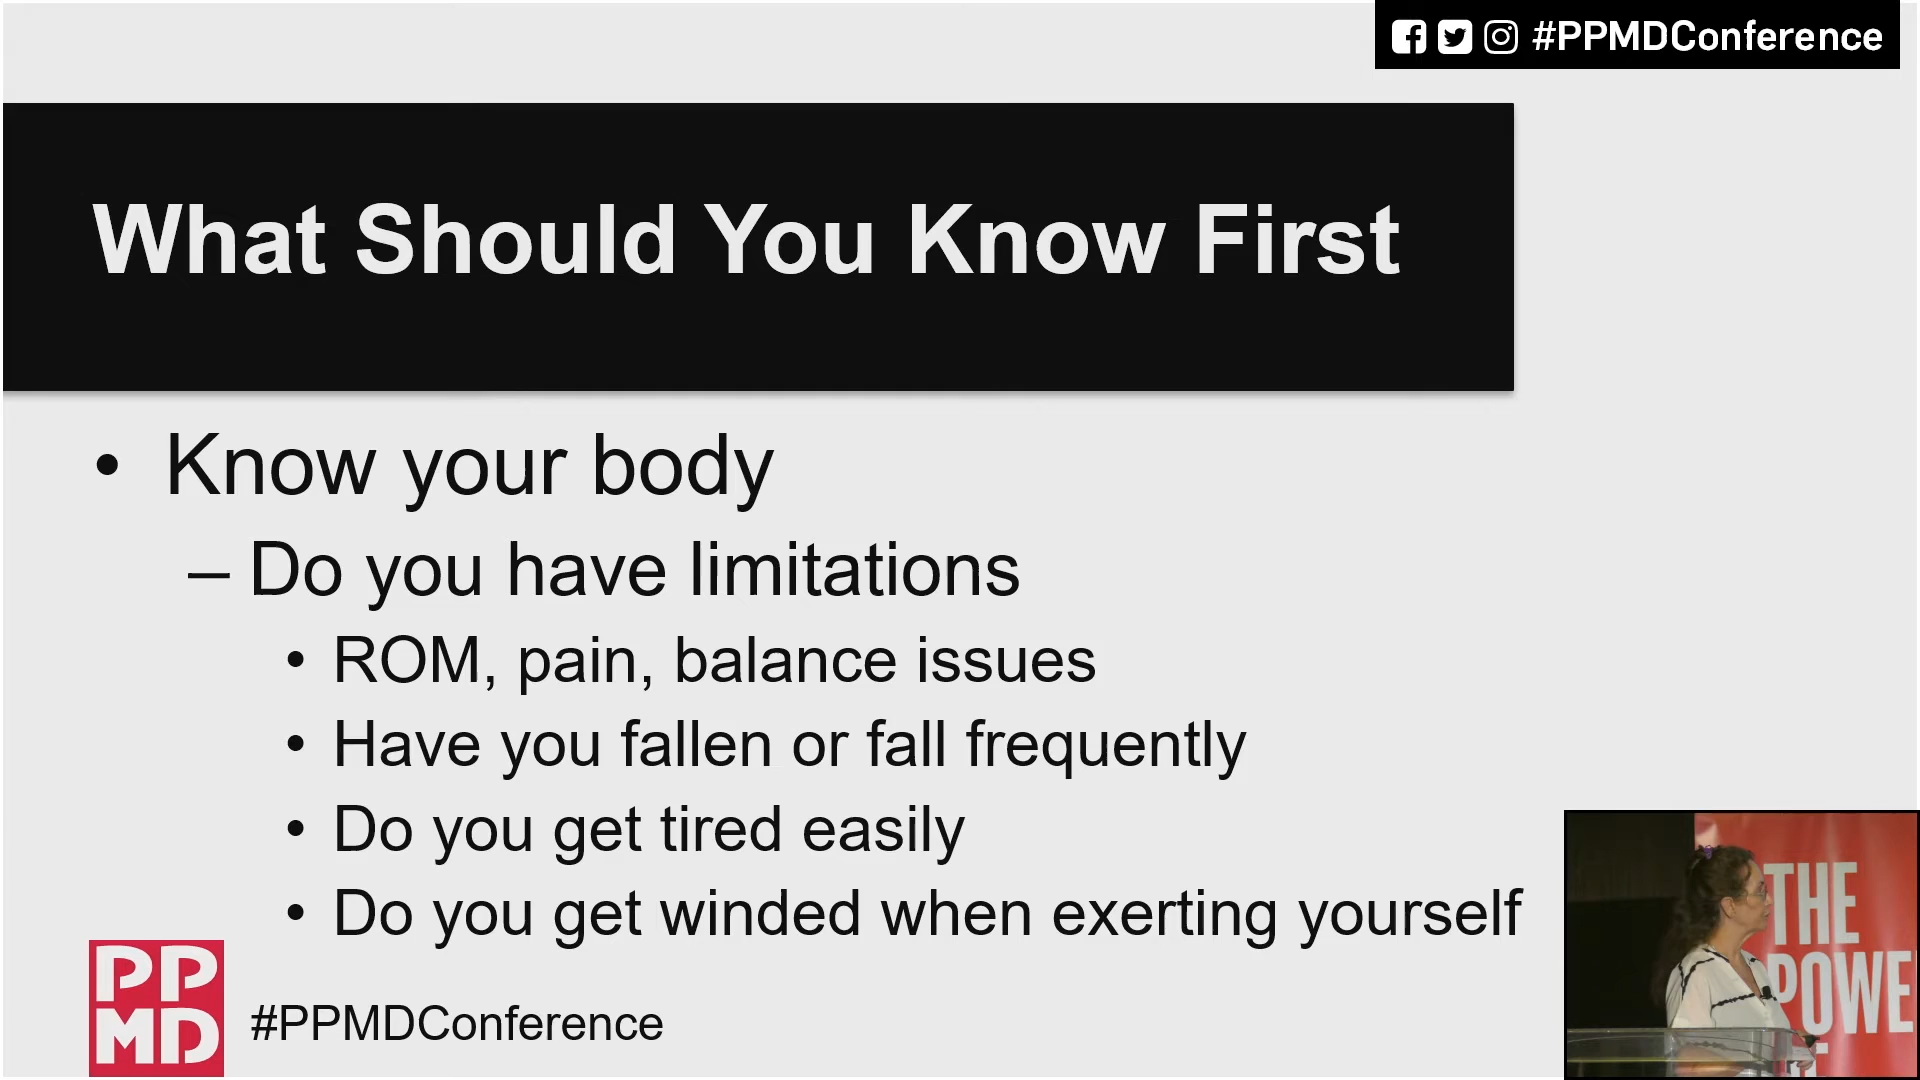 #PPMDConference
What Should You Know First
• Know your body
– Do you have limitations
• ROM, pain, balance issues
• Have you fallen or fall frequently
• Do you get tired easily
• Do you get winded when exerting yourself
PP
MD
#PPMDConference
THE
POWE